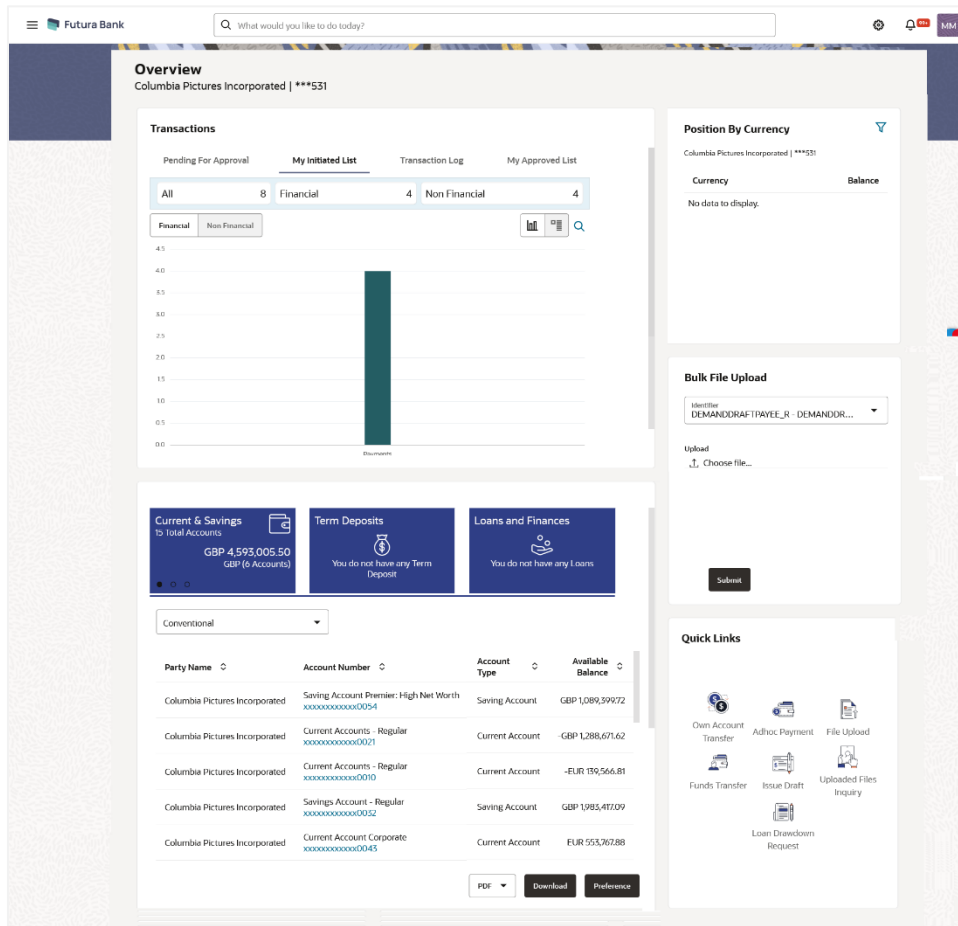 Futura Bank
What would you like to do today?
99+
MM
Overview
Columbia Pictures Incorporated | ***531
Transactions
Pending For Approval
My Initiated List
Transaction Log
My Approved List
All 8
Financial 4
Non Financial 4
Financial
Non Financial
4.5
4.0
3.5
3.0
2.5
2.0
1.5
1.0
0.5
0.0
Payments
Position By Currency
Columbia Pictures Incorporated | ***531
Currency Balance
No data to display.
Bulk File Upload
Identifier
DEMANDDRAFTPAYEE_R - DEMANDDR...
Upload
Choose file...
Submit
Current & Savings
15 Total Accounts
GBP 4,593,005.50
GBP (6 Accounts)
Term Deposits
You do not have any Term
Deposit
Loans and Finances
You do not have any Loans
Conventional
Party Name
Account Number
Account
Type
Available
Balance
Columbia Pictures Incorporated
Saving Account Premier: High Net Worth
xxxxxxxxxxxx0054
Saving Account
GBP 1,089,399.72
Columbia Pictures Incorporated
Current Accounts - Regular
xxxxxxxxxxxx0021
Current Account
-GBP 1,288,671.62
Columbia Pictures Incorporated
Current Accounts - Regular
xxxxxxxxxxxx0010
Current Account
-EUR 139,566.81
Columbia Pictures Incorporated
Savings Account - Regular
xxxxxxxxxxxx0032
Saving Account
GBP 1,983,417.09
Columbia Pictures Incorporated
Current Account Corporate
xxxxxxxxxxxx0043
Current Account
EUR 553,767.88
PDF
Download
Preference
Quick Links
Own Account
Transfer
Adhoc Payment
File Upload
Funds Transfer
Issue Draft
Uploaded Files
Inquiry
Loan Drawdown
Request